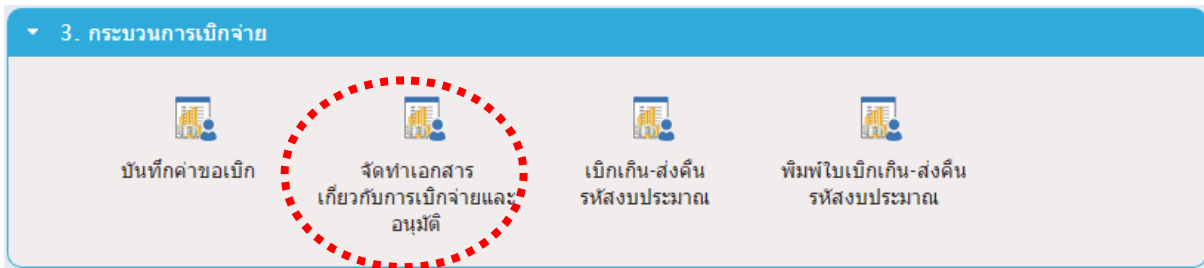 3. กระบวนการเบิกจ่าย
บันทึกคำขอเบิก
จัดทำเอกสาร
เกี่ยวกับการเบิกจ่ายและ
อนุมัติ
เบิกเกิน-ส่งคืน
รหัสงบประมาณ
พิมพ์ใบเบิกเกิน-ส่งคืน
รหัสงบประมาณ